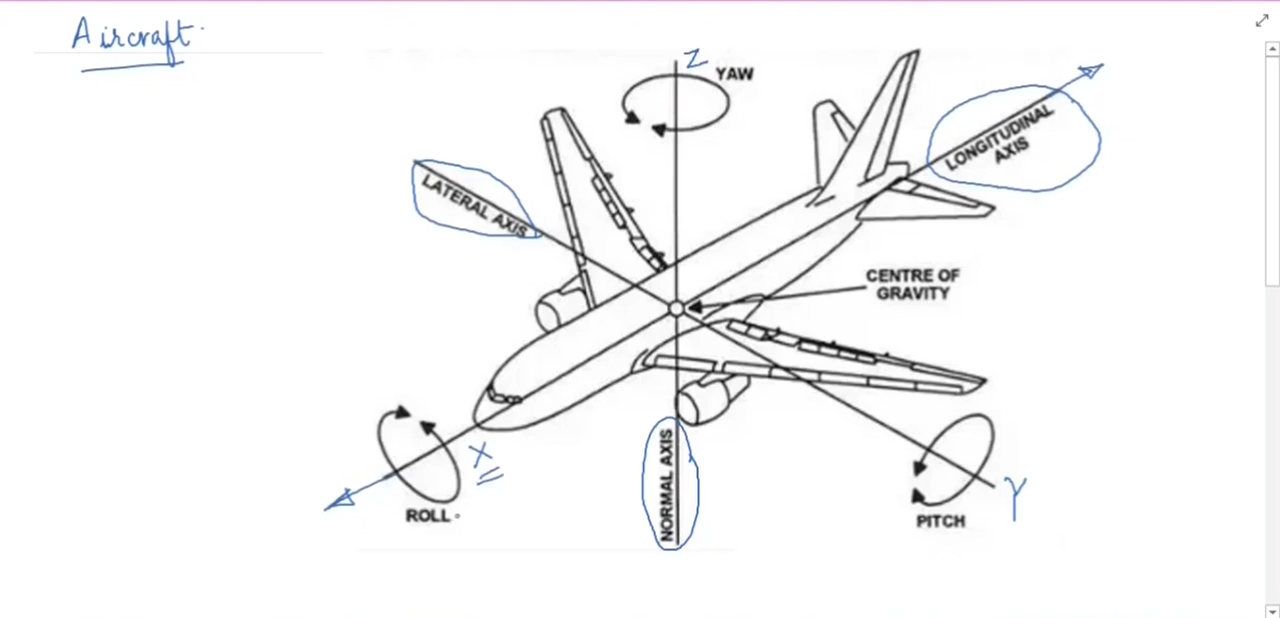 Aircraft.
Z
YAW
LONGITUDINAL
AXIS
LATERAL AXIS
CENTRE OF
GRAVITY
X
ROLL
NORMAL AXIS
Y
PITCH